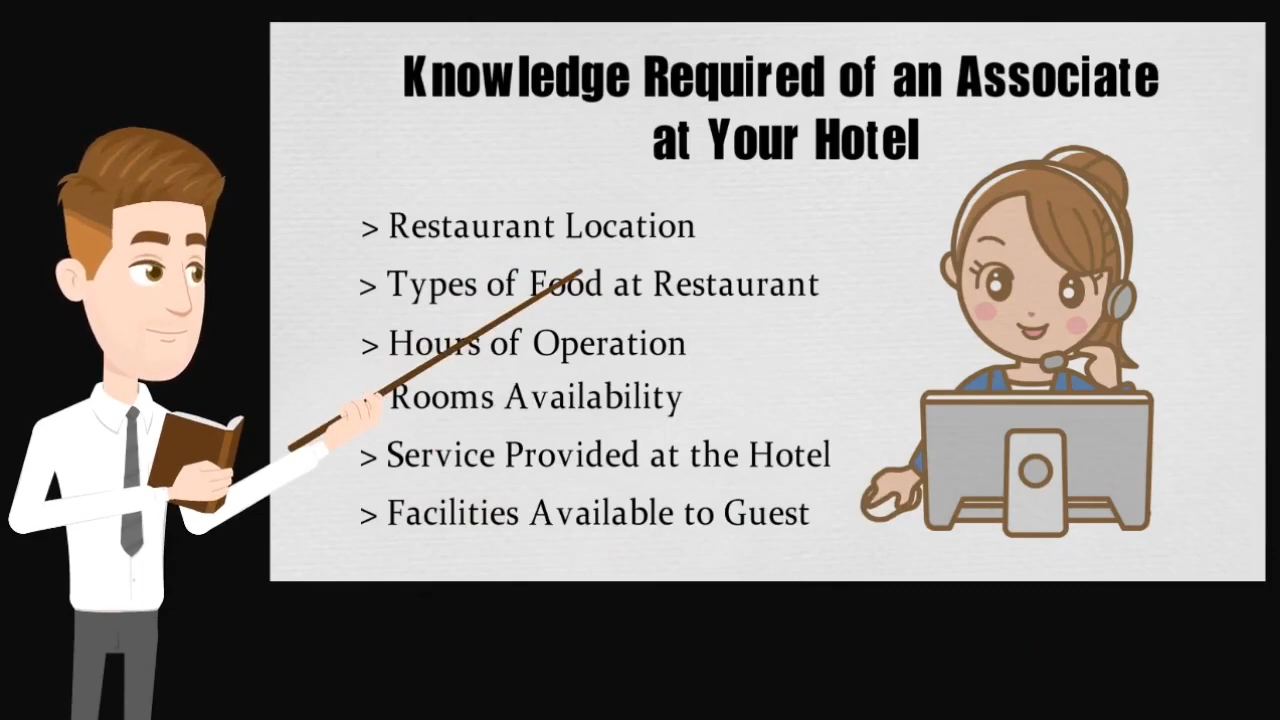 Knowledge Required of an Associate
at Your Hotel
> Restaurant Location
> Types of Food at Restaurant
> Hours of Operation
Rooms Availability
> Service Provided at the Hotel
> Facilities Available to Guest